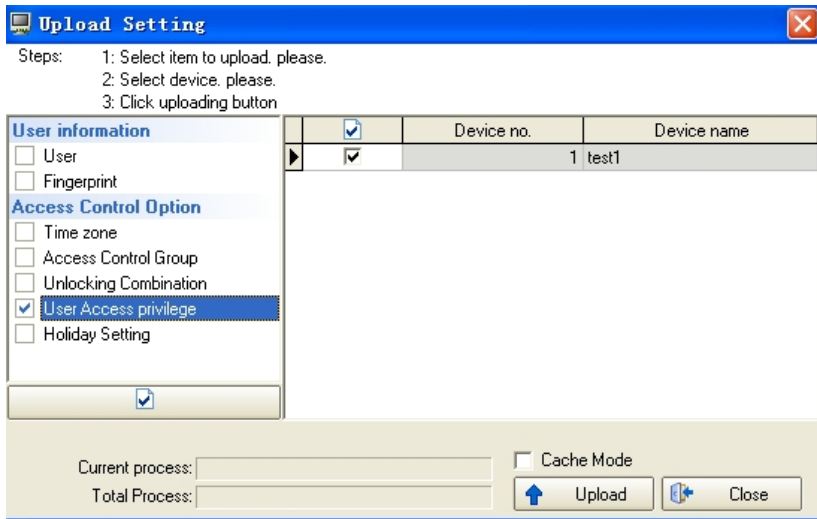 Upload Setting
Steps: 1: Select item to upload. please.
2: Select device. please.
3: Click uploading button
User information
User
Fingerprint
Access Control Option
Time zone
Access Control Group
Unlocking Combination
User Access privilege
Holiday Setting
Device no. Device name
1 test1
Current process:
Total Process:
Cache Mode
Upload Close